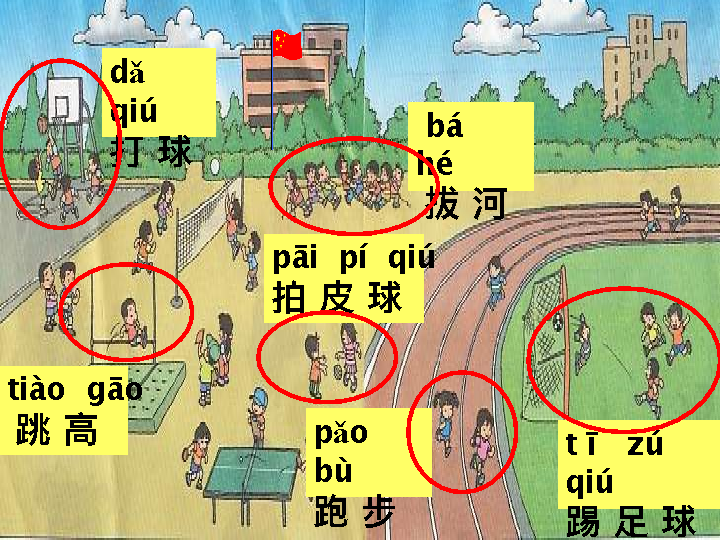 dǎ
qiú
打 球
bá
hé
拔 河
pāi pí qiú
拍 皮 球
tiào gāo
跳 高
pǎo
bù
跑 步
t ī zú
qiú
踢 足 球